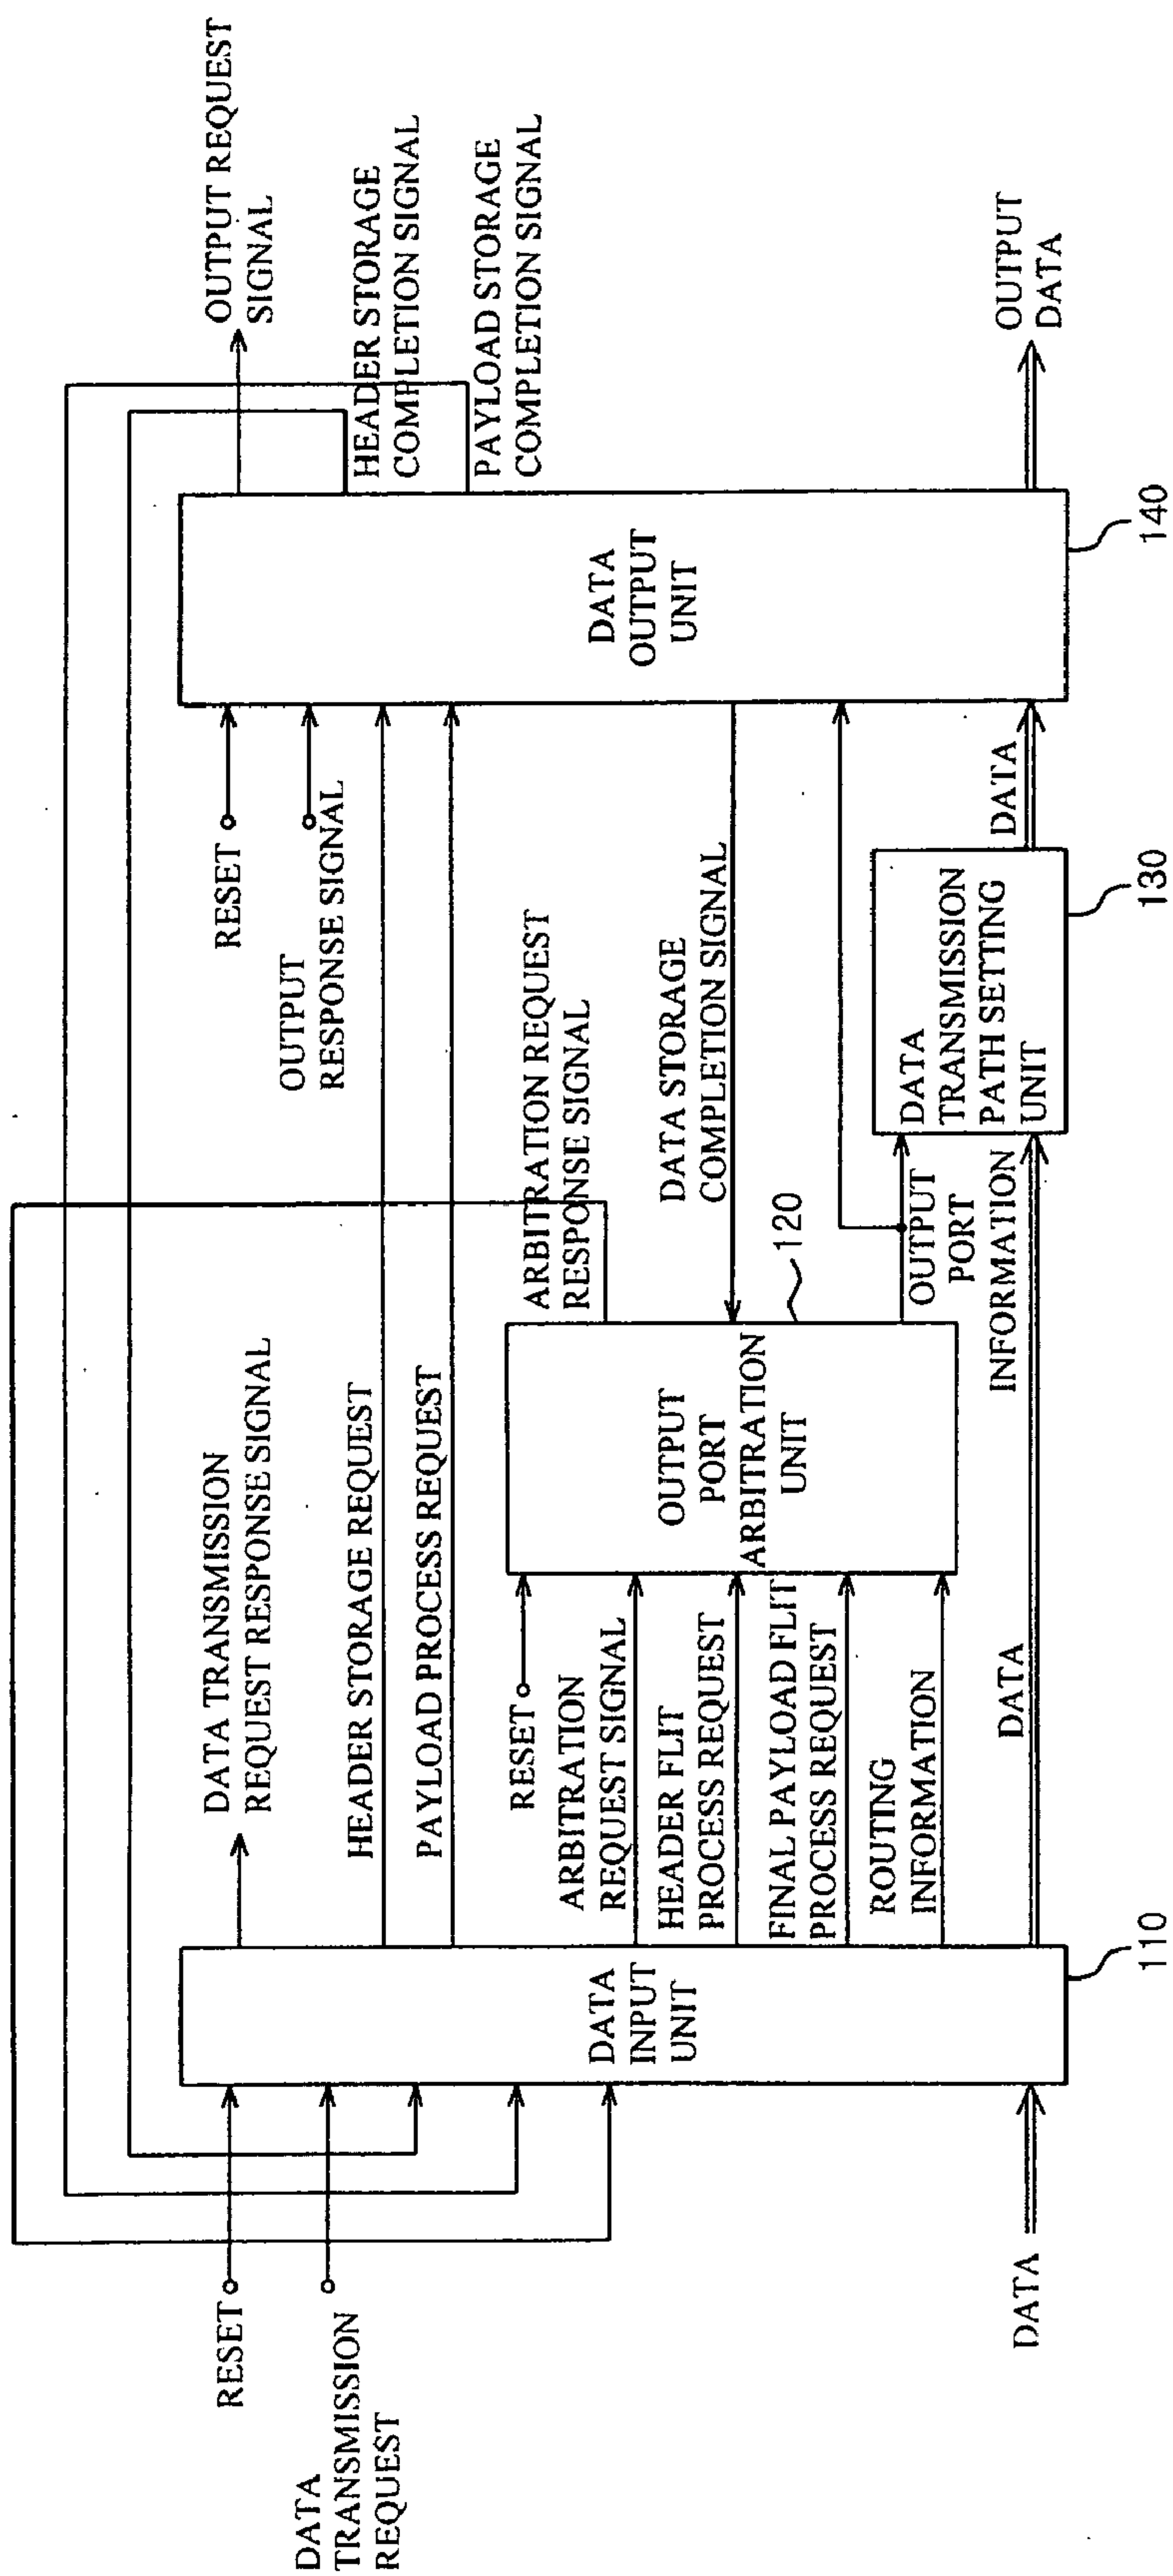 RESET
DATA
TRANSMISSION
REQUEST
DATA
DATA
INPUT
UNIT
110
DATA TRANSMISSION
REQUEST RESPONSE SIGNAL
HEADER STORAGE REQUEST
PAYLOAD PROCESS REQUEST
RESET
ARBITRATION
REQUEST SIGNAL
HEADER FLIT
PROCESS REQUEST
FINAL PAYLOAD FLIT
PROCESS REQUEST
ROUTING
INFORMATION
DATA
OUTPUT
PORT
ARBITRATION
UNIT
120
ARBITRATION REQUEST
RESPONSE SIGNAL
DATA STORAGE
COMPLETION SIGNAL
OUTPUT
PORT
INFORMATION
DATA
TRANSMISSION
PATH SETTING
UNIT
130
DATA
RESET
OUTPUT
RESPONSE SIGNAL
DATA
OUTPUT
UNIT
140
OUTPUT REQUEST
SIGNAL
HEADER STORAGE
COMPLETION SIGNAL
PAYLOAD STORAGE
COMPLETION SIGNAL
OUTPUT
DATA